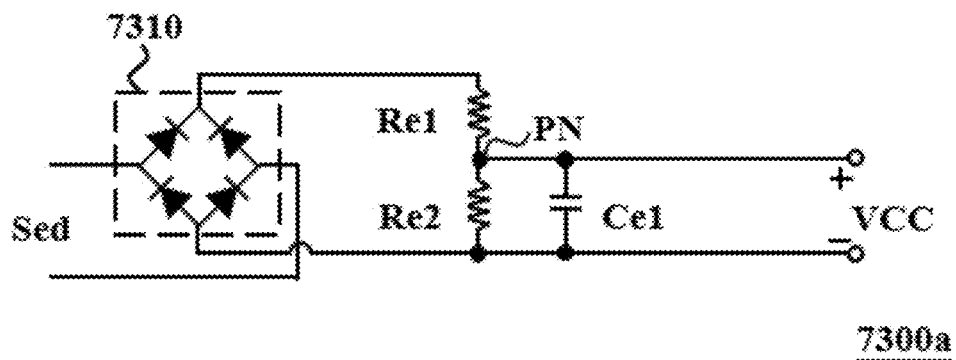 7310
Re1
PN
+
Re2
Ce1
VCC
Sed
−
7300a